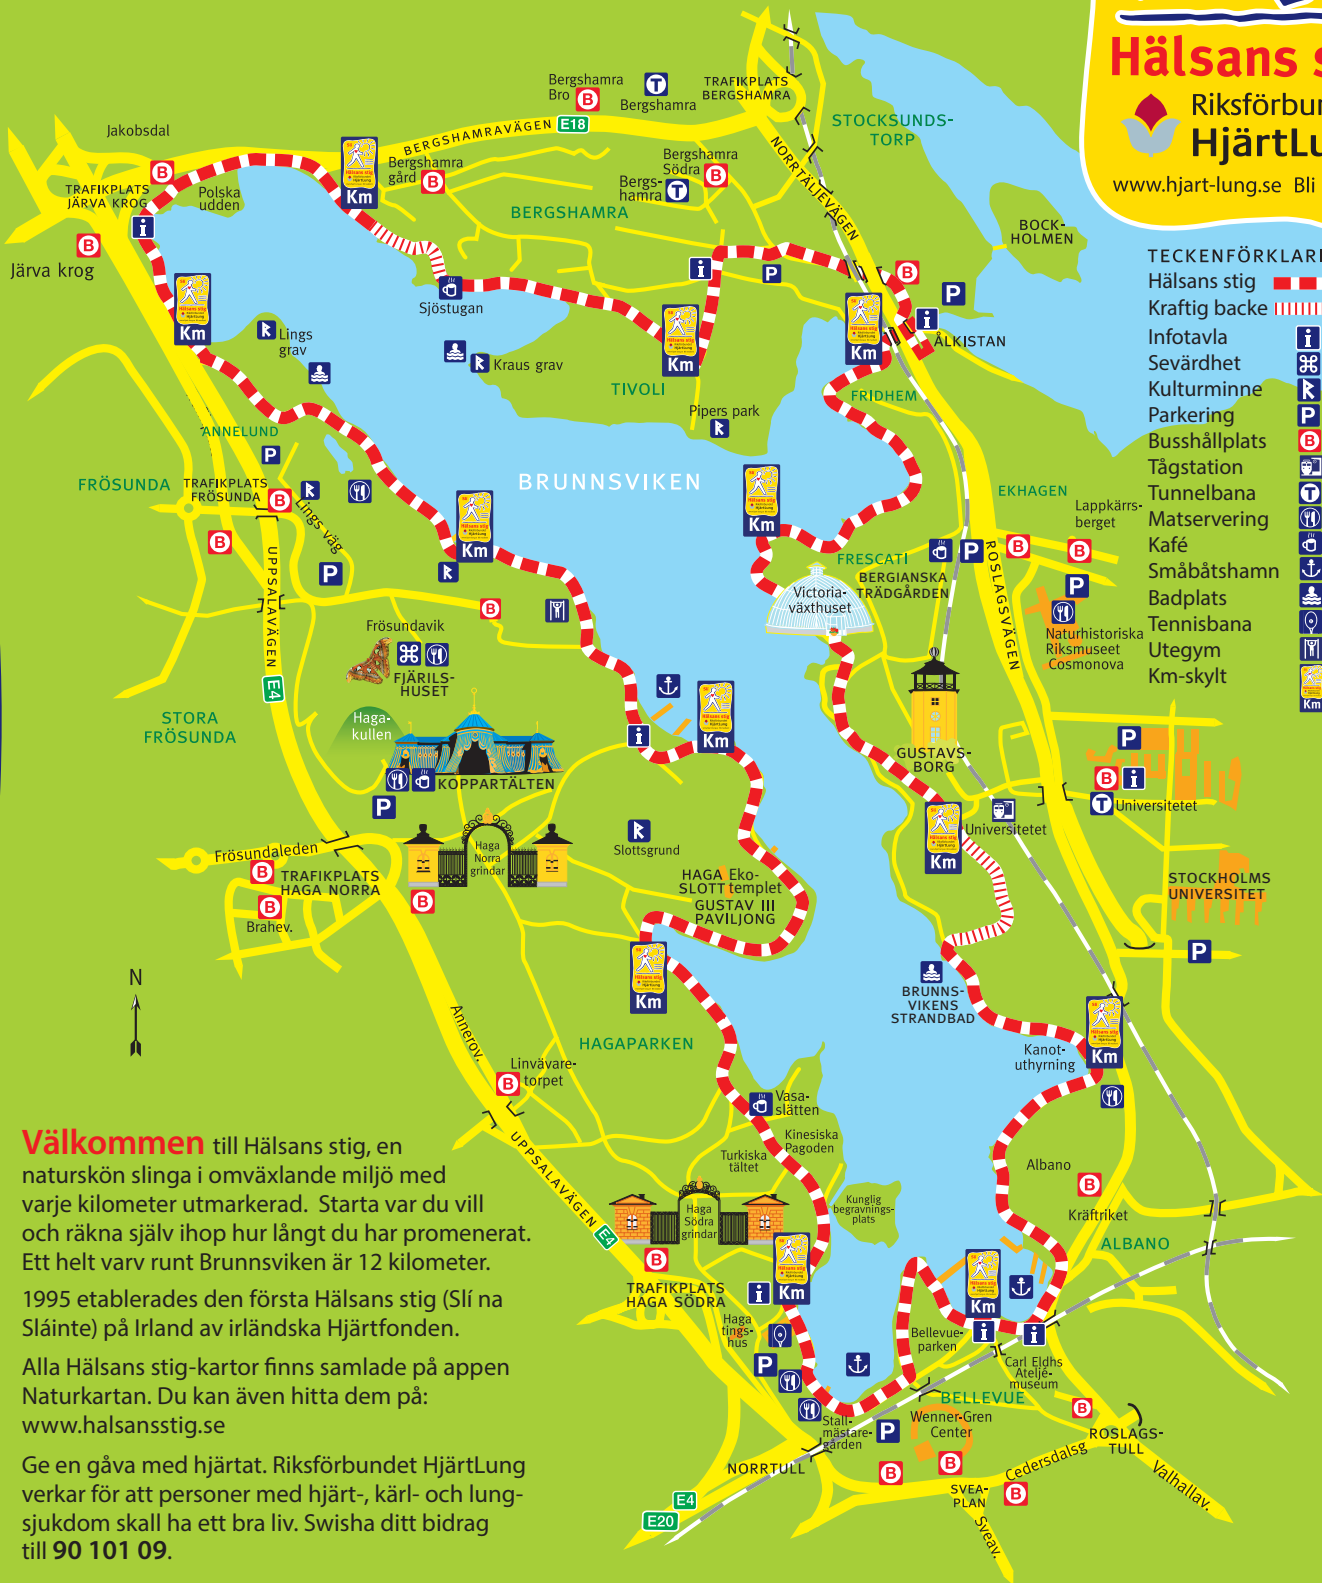 Hälsans s
Riksförbun
HjärtLu
www.hjart-lung.se Bli
TECKENFÖRKLARI
Hälsans stig
Kraftig backe
Infotavla
Sevärdhet
Kulturminne
Parkering
Busshållplats
Tågstation
Tunnelbana
Matservering
Kafé
Småbåtshamn
Badplats
Tennisbana
Utegym
Km-skylt
Km
Bergshamra
Bro
Bergshamra
TRAFIKPLATS
BERGSHAMRA
STOCKSUNDS-
TORP
Jakobsdal
BERGSHAMRAVÄGEN
E18
NORRTÄLJEVÄGEN
Bergshamra
gård
Bergshamra
Södra
Bergs-
hamra
TRAFIKPLATS
JÄRVA KROG
Polska
udden
BERGSHAMRA
BOCK-
HOLMEN
Järva krog
Sjöstugan
Lings
grav
Kraus grav
TIVOLI
ÅLKISTAN
FRIDHEM
Pipers park
ANNELUND
FRÖSUNDA
TRAFIKPLATS
FRÖSUNDA
Lings väg
BRUNNSVIKEN
EKHAGEN
Lappkärrs-
berget
FRESCATI
BERGIANSKA
TRÄDGÅRDEN
Victoria-
växthuset
ROSLAGSVÄGEN
Naturhistoriska
Riksmuseet
Cosmonova
UPPSALAVÄGEN
E4
Frösundavik
FJÄRILS-
HUSET
STORA
FRÖSUNDA
Haga-
kullen
KOPPARTÄLTEN
GUSTAVS-
BORG
Universitetet
Universitetet
STOCKHOLMS
UNIVERSITET
Frösundaleden
TRAFIKPLATS
HAGA NORRA
Brahev.
Haga
Norra
grindar
Slottsgrund
HAGA
SLOTT
Eko-
templet
GUSTAV III
PAVILJONG
N
BRUNNS-
VIKENS
STRANDBAD
Annerov.
HAGAPARKEN
Kanot-
uthyrning
Linvävare-
torpet
Vasa-
slätten
Kinesiska
Pagoden
Turkiska
tältet
UPPSALAVÄGEN
E4
Haga
Södra
grindar
Kunglig
begravnings-
plats
Albano
Kräftriket
ALBANO
TRAFIKPLATS
HAGA SÖDRA
Haga
tings-
hus
Bellevue-
parken
Carl Eldhs
Ateljé-
museum
BELLEVUE
Stall-
mästare-
gården
Wenner-Gren
Center
NORRTULL
Cedersdalsg
ROSLAGS-
TULL
Valhallav.
SVEA-
PLAN
Sveav.
E4
E20
Välkommen till Hälsans stig, en
naturskön slinga i omväxlande miljö med
varje kilometer utmarkerad. Starta var du vill
och räkna själv ihop hur långt du har promenerat.
Ett helt varv runt Brunnsviken är 12 kilometer.
1995 etablerades den första Hälsans stig (Slí na
Sláinte) på Irland av irländska Hjärtfonden.
Alla Hälsans stig-kartor finns samlade på appen
Naturkartan. Du kan även hitta dem på:
www.halsansstig.se
Ge en gåva med hjärtat. Riksförbundet HjärtLung
verkar för att personer med hjärt-, kärl- och lung-
sjukdom skall ha ett bra liv. Swisha ditt bidrag
till 90 101 09.